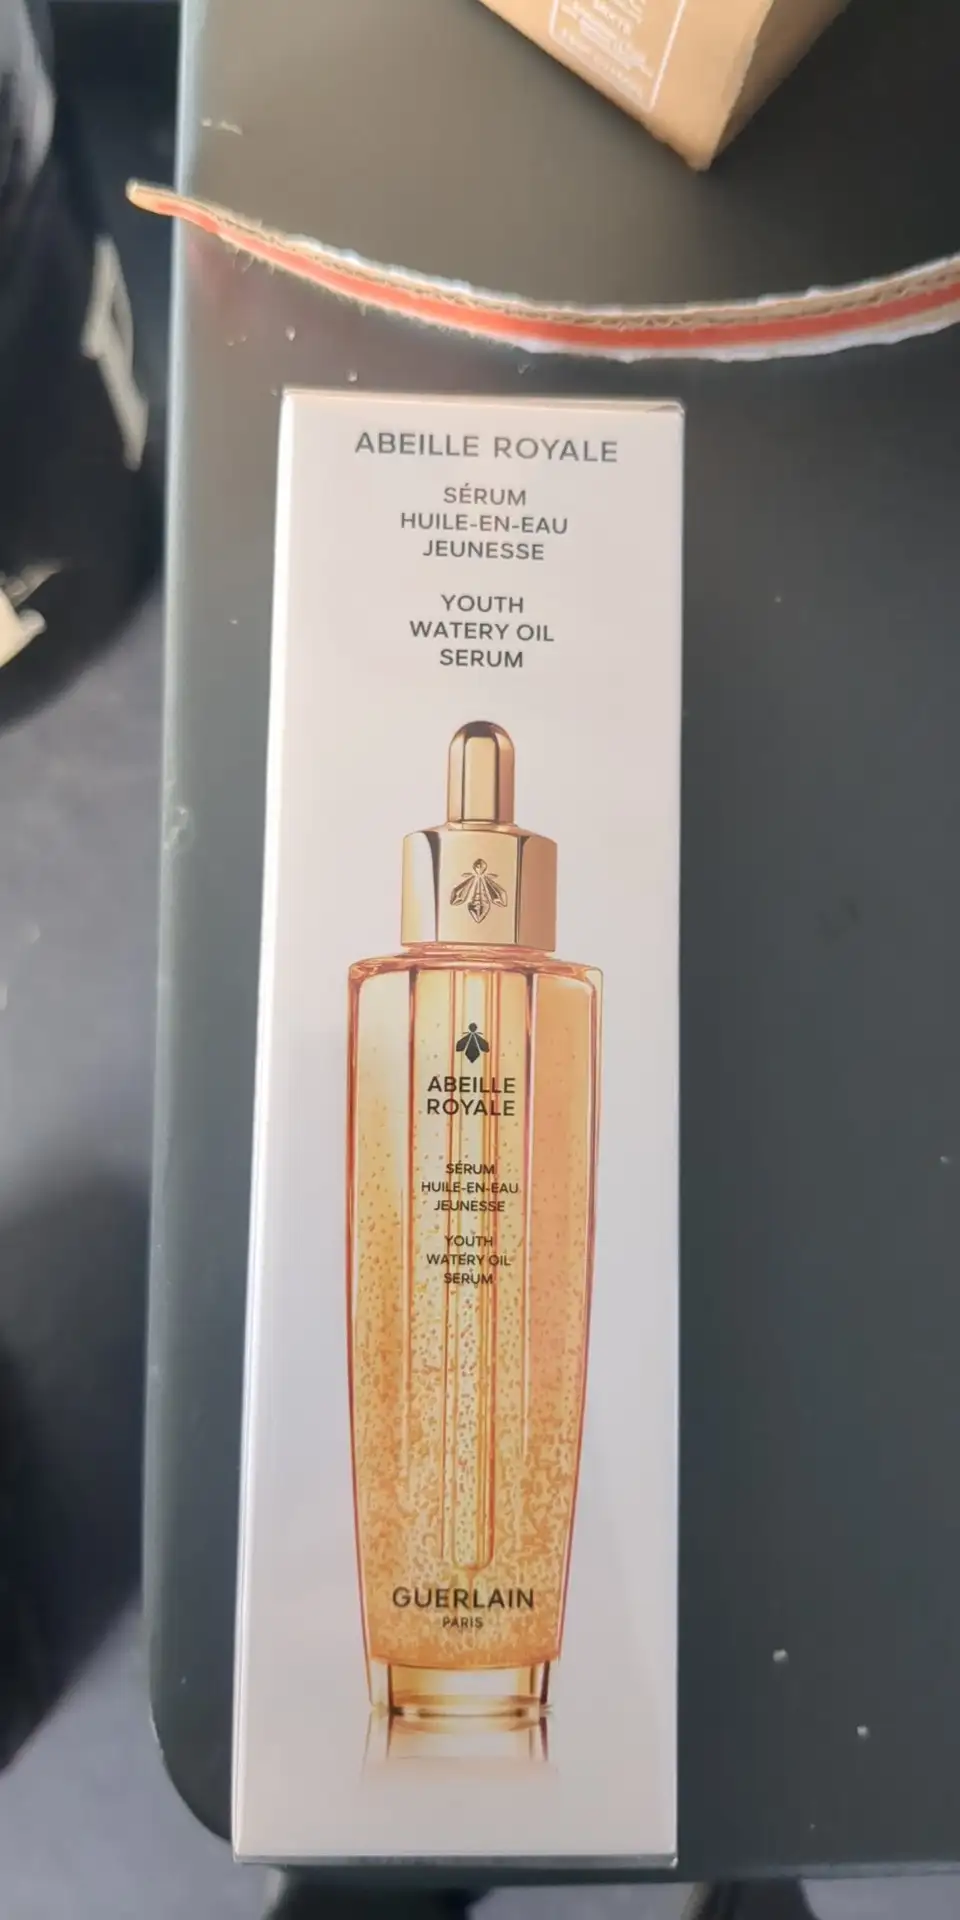 ABEILLE ROYALE
SÉRUM
HUILE-EN-EAU
JEUNESSE
YOUTH
WATERY OIL
SERUM
ABEILLE
ROYALE
SÉRUM
HUILE-EN-EAU
JEUNESSE
YOUTH
WATERY OIL
SERUM
GUERLAIN
PARIS